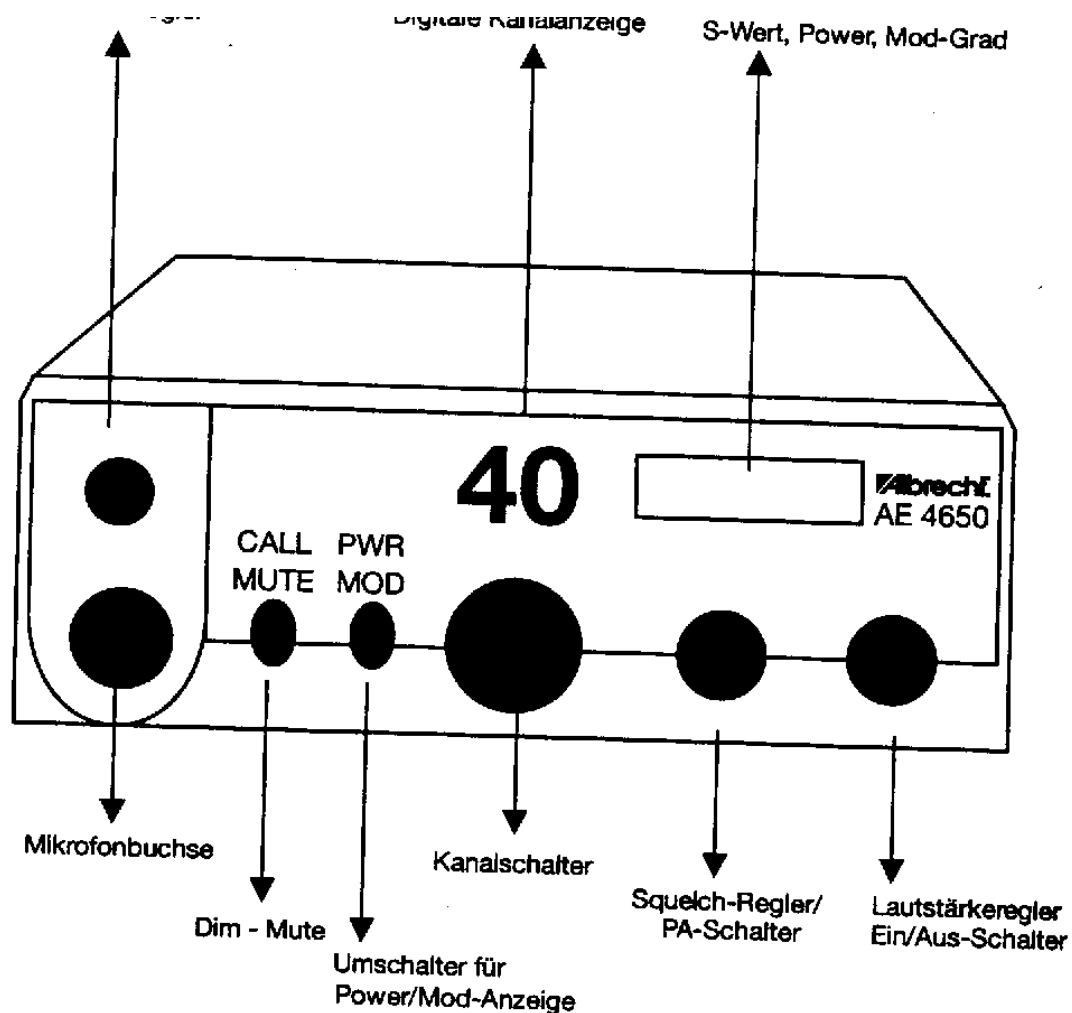 Digitale Kanalanzeige
S-Wert, Power, Mod-Grad
40
Albrecht
AE 4650
CALL PWR
MUTE MOD
Mikrofonbuchse
Kanalschalter
Squelch-Regler/
PA-Schalter
Lautstärkeregler
Ein/Aus-Schalter
Dim - Mute
Umschalter für
Power/Mod-Anzeige